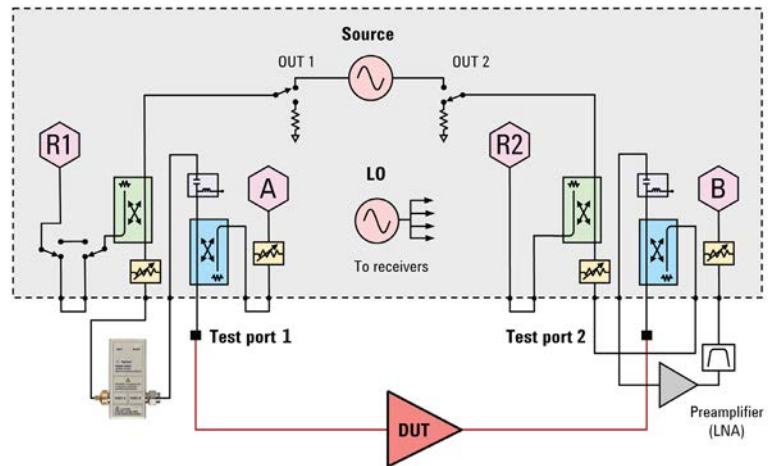 Source
OUT 1
OUT 2
R1
R2
A
LO
B
To receivers
Test port 1
Test port 2
DUT
Preamplifier
(LNA)